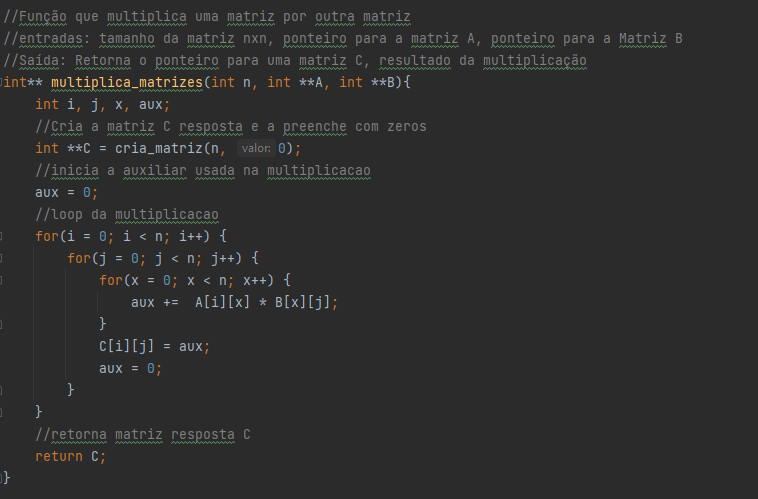 //Função que multiplica uma matriz por outra matriz
//entradas: tamanho da matriz nxn, ponteiro para a matriz A, ponteiro para a Matriz B
//Saída: Retorna o ponteiro para uma matriz C, resultado da multiplicação
int** multiplica_matrizes(int n, int **A, int **B){
    int i, j, x, aux;
    //Cria a matriz C resposta e a preenche com zeros
    int **C = cria_matriz(n, valor: 0);
    //inicia a auxiliar usada na multiplicacao
    aux = 0;
    //loop da multiplicacao
    for(i = 0; i < n; i++) {
        for(j = 0; j < n; j++) {
            for(x = 0; x < n; x++) {
                aux +=  A[i][x] * B[x][j];
            }
            C[i][j] = aux;
            aux = 0;
        }
    }
    //retorna matriz resposta C
    return C;
}